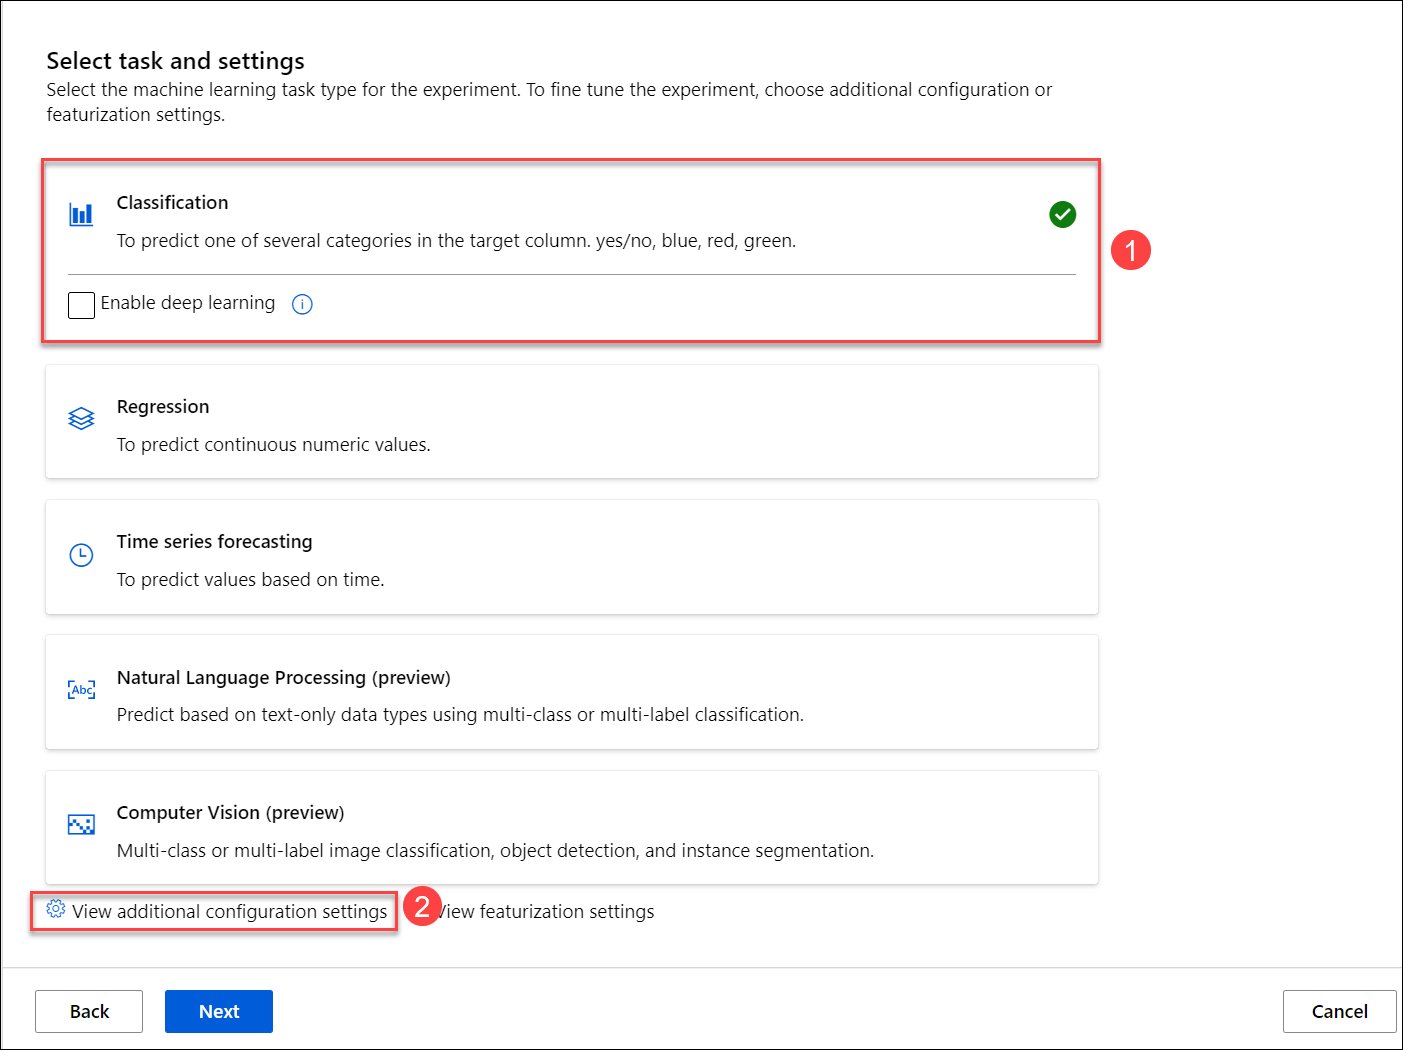 Select task and settings
Select the machine learning task type for the experiment. To fine tune the experiment, choose additional configuration or
featurization settings.
Classification
To predict one of several categories in the target column. yes/no, blue, red, green.
1
Enable deep learning
Regression
To predict continuous numeric values.
Time series forecasting
To predict values based on time.
Abc
Natural Language Processing (preview)
Predict based on text-only data types using multi-class or multi-label classification.
Computer Vision (preview)
Multi-class or multi-label image classification, object detection, and instance segmentation.
View additional configuration settings 2 View featurization settings
Back Next Cancel